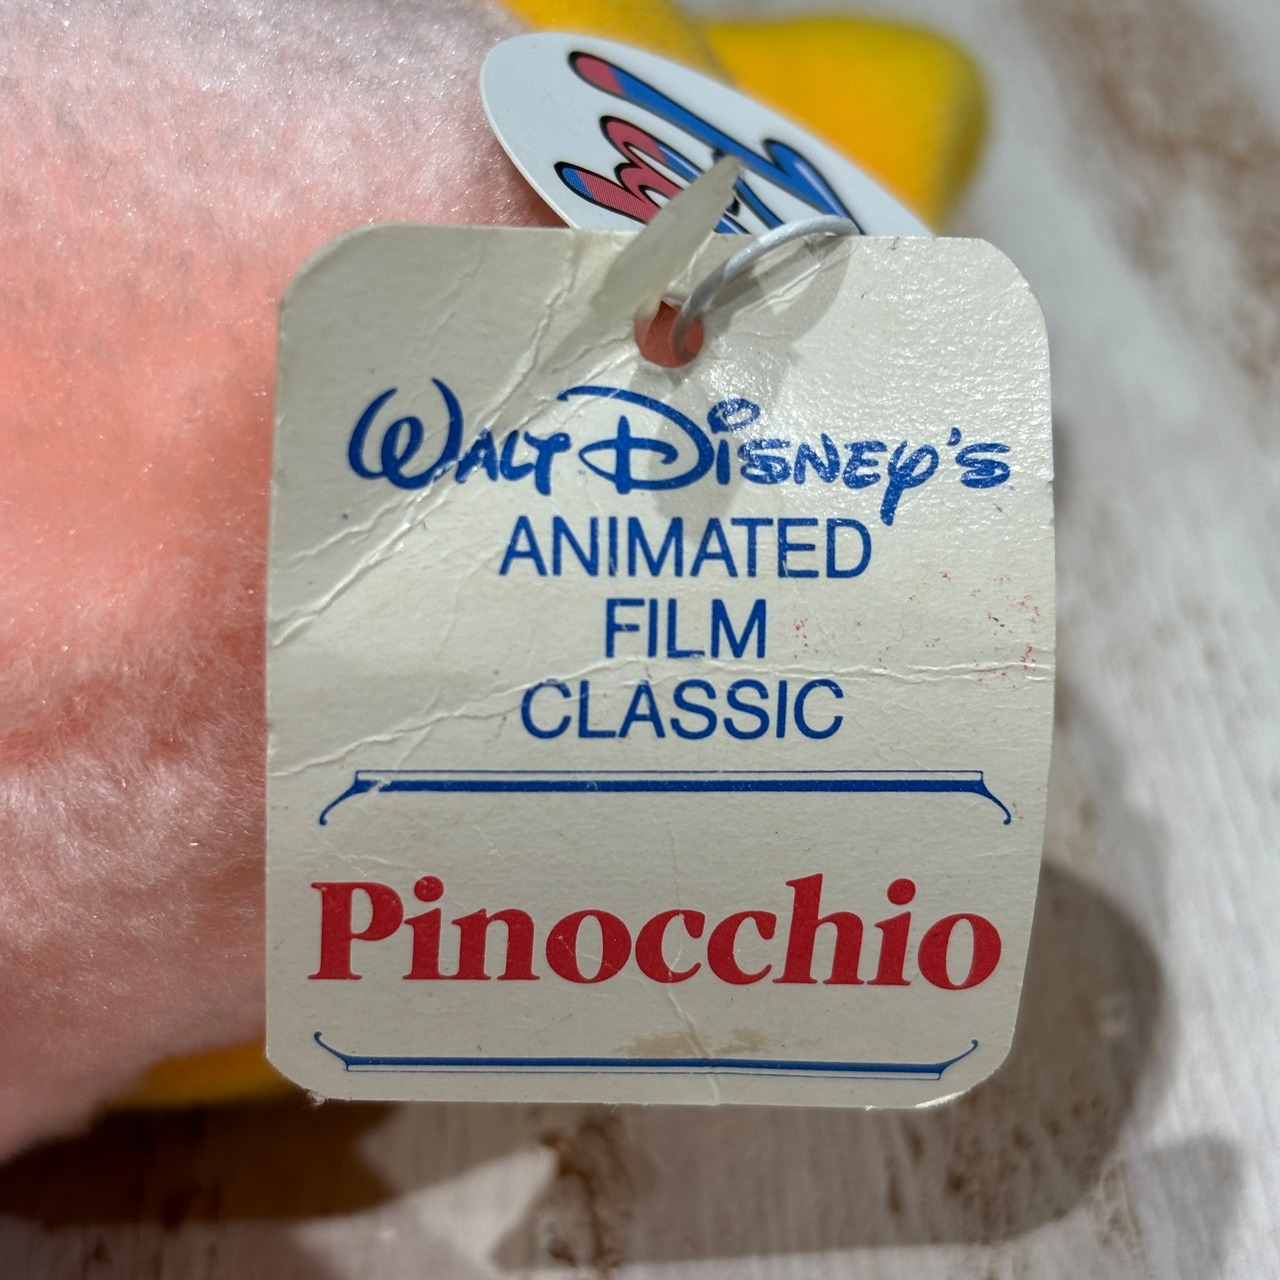 WALT DISNEY'S
ANIMATED
FILM
CLASSIC
Pinocchio